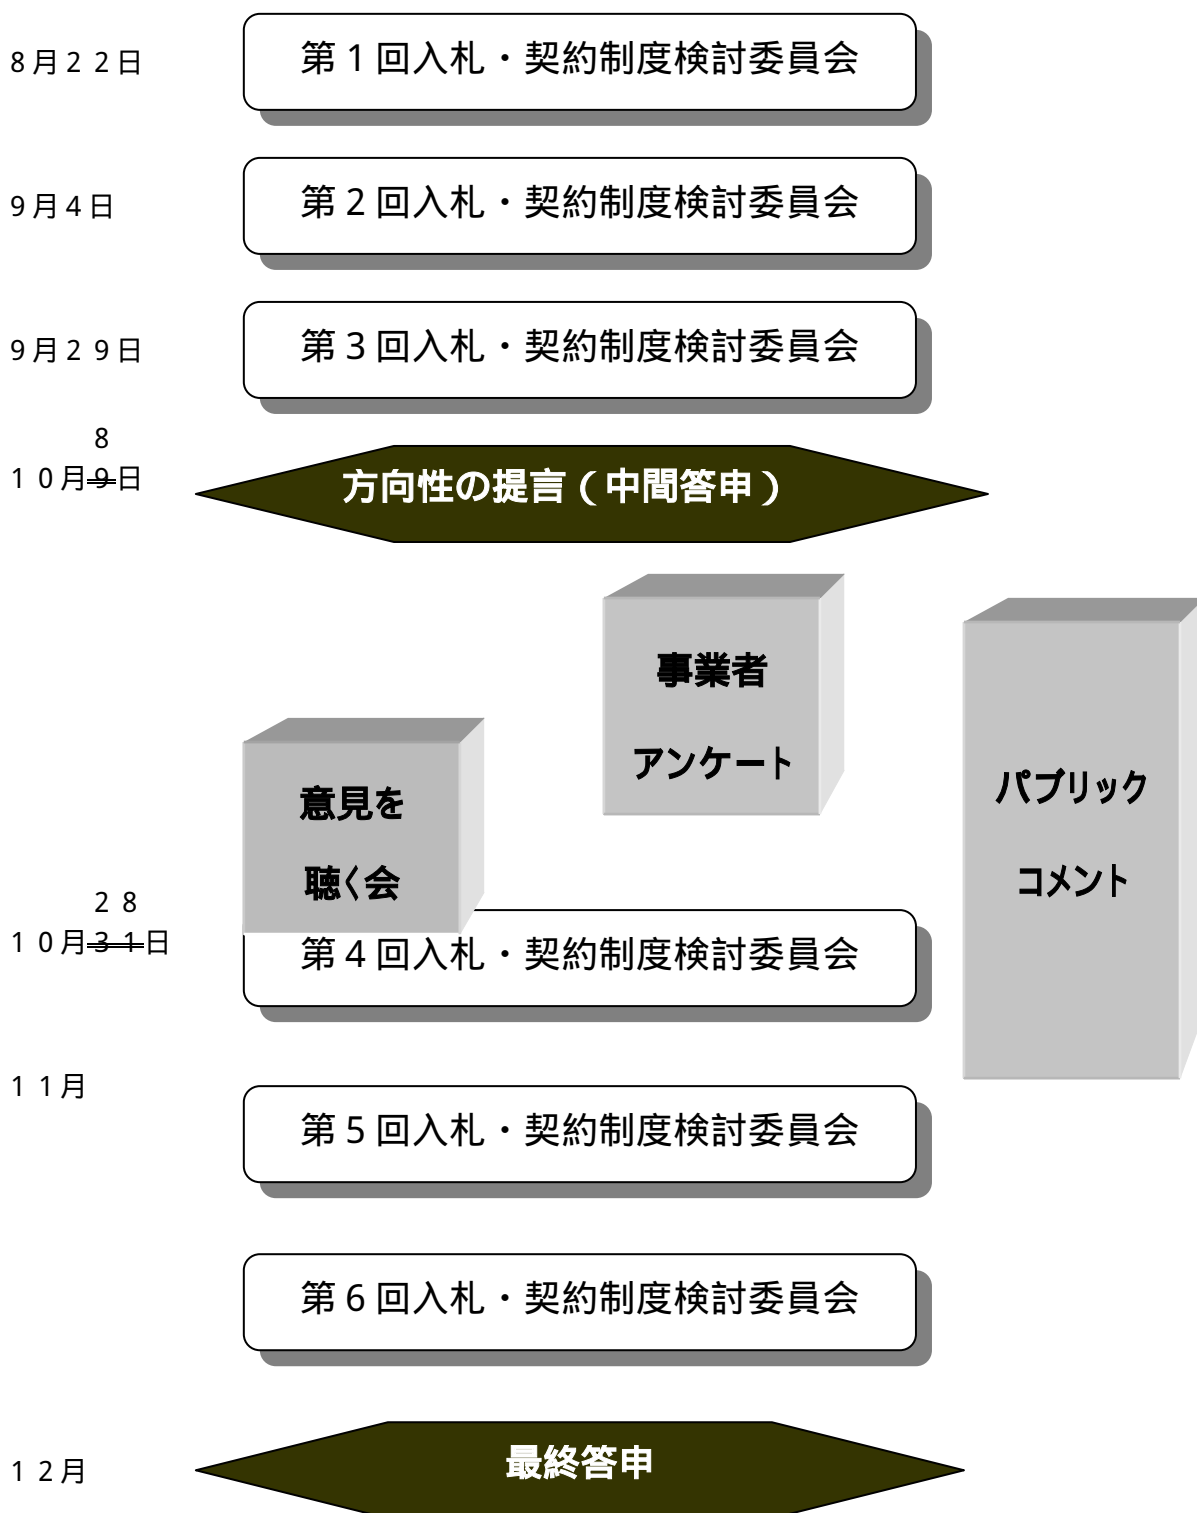 8月22日
第1回入札・契約制度検討委員会
9月4日
第2回入札・契約制度検討委員会
9月29日
第3回入札・契約制度検討委員会
8
10月9日
方向性の提言(中間答申)
事業者
アンケート
パブリック
コメント
意見を
聴く会
28
10月31日
第4回入札・契約制度検討委員会
11月
第5回入札・契約制度検討委員会
第6回入札・契約制度検討委員会
12月
最終答申